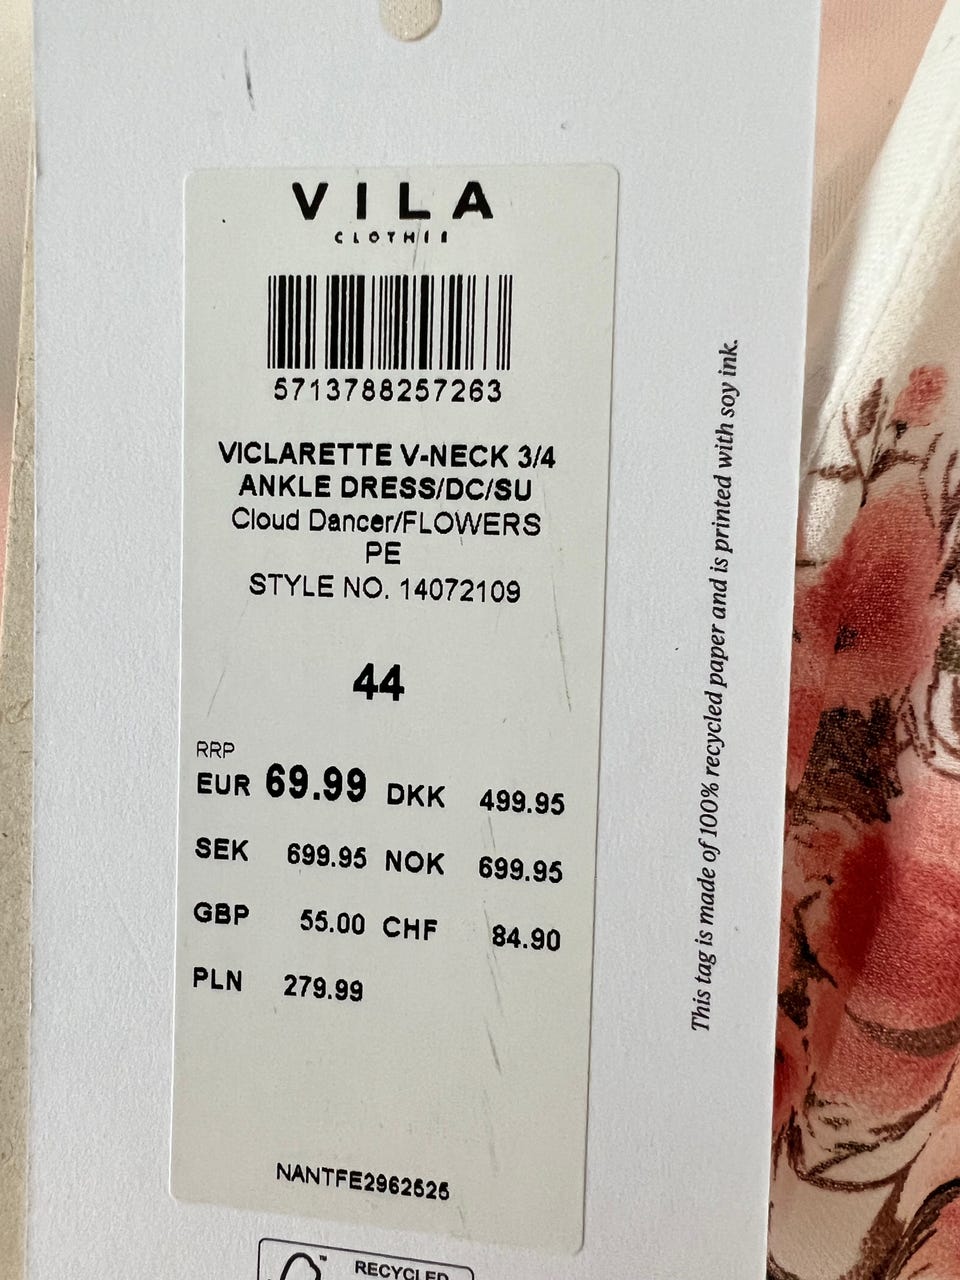 VILA
CLOTHES
5713788257263
VICLARETTE V-NECK 3/4
ANKLE DRESS/DC/SU
Cloud Dancer/FLOWERS
PE
STYLE NO. 14072109
44
RRP
EUR 69.99 DKK 499.95
SEK 699.95 NOK 699.95
GBP 55.00 CHF 84.90
PLN 279.99
NANTFE2962525
This tag is made of 100% recycled paper and is printed with soy ink.
™ RECYCLED